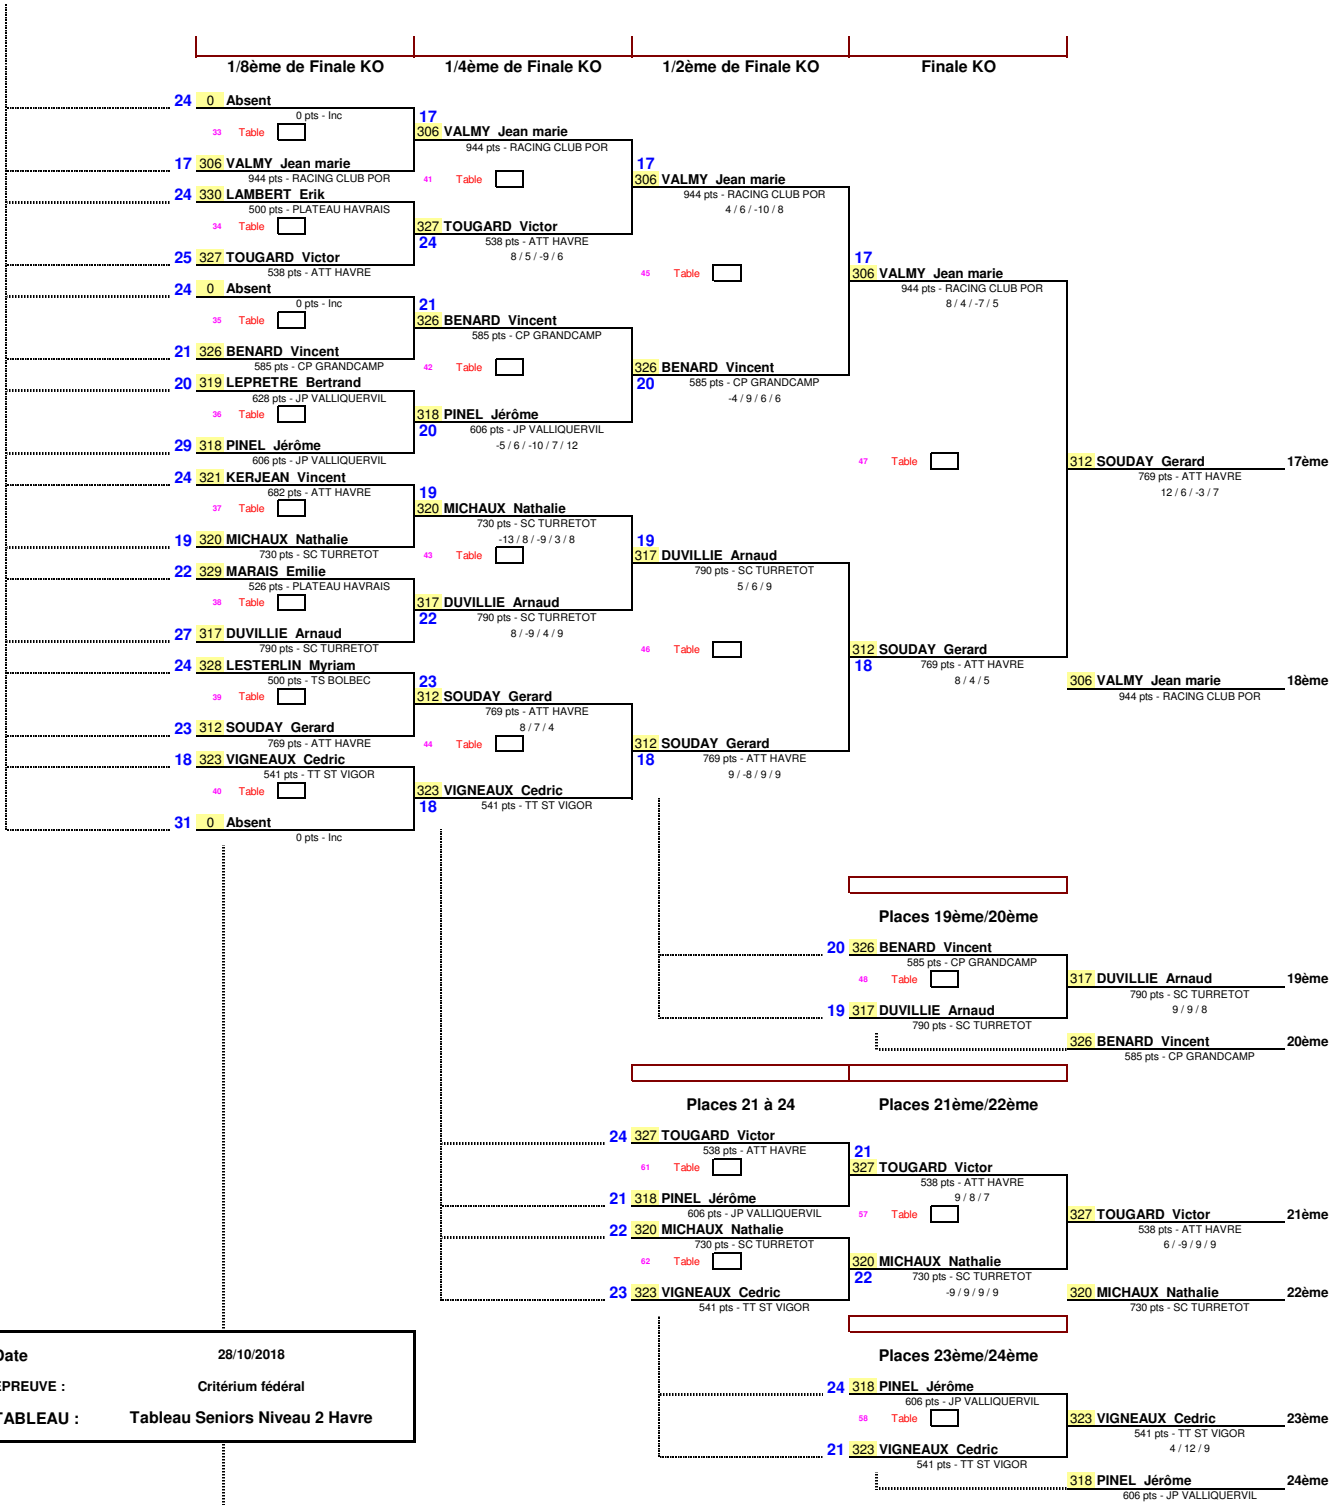 1/8ème de Finale KO 1/4ème de Finale KO 1/2ème de Finale KO Finale KO
24 0 Absent
0 pts - Inc
33 Table
17 306 VALMY Jean marie
944 pts - RACING CLUB POR
24 330 LAMBERT Erik
500 pts - PLATEAU HAVRAIS
34 Table
25 327 TOUGARD Victor
538 pts - ATT HAVRE
24 0 Absent
0 pts - Inc
35 Table
21 326 BENARD Vincent
585 pts - CP GRANDCAMP
20 319 LEPRETRE Bertrand
628 pts - JP VALLIQUERVIL
36 Table
29 318 PINEL Jérôme
606 pts - JP VALLIQUERVIL
24 321 KERJEAN Vincent
682 pts - ATT HAVRE
37 Table
19 320 MICHAUX Nathalie
730 pts - SC TURRETOT
22 329 MARAIS Emilie
526 pts - PLATEAU HAVRAIS
38 Table
27 317 DUVILLIE Arnaud
790 pts - SC TURRETOT
24 328 LESTERLIN Myriam
500 pts - TS BOLBEC
39 Table
23 312 SOUDAY Gerard
769 pts - ATT HAVRE
18 323 VIGNEAUX Cedric
541 pts - TT ST VIGOR
40 Table
31 0 Absent
0 pts - Inc
17
306 VALMY Jean marie
944 pts - RACING CLUB POR
41 Table
327 TOUGARD Victor
24 538 pts - ATT HAVRE
8 / 5 / -9 / 6
21
326 BENARD Vincent
585 pts - CP GRANDCAMP
42 Table
318 PINEL Jérôme
20 606 pts - JP VALLIQUERVIL
-5 / 6 / -10 / 7 / 12
19
320 MICHAUX Nathalie
730 pts - SC TURRETOT
-13 / 8 / -9 / 3 / 8
43 Table
317 DUVILLIE Arnaud
22 790 pts - SC TURRETOT
8 / -9 / 4 / 9
23
312 SOUDAY Gerard
769 pts - ATT HAVRE
8 / 7 / 4
44 Table
323 VIGNEAUX Cedric
18 541 pts - TT ST VIGOR
17
306 VALMY Jean marie
944 pts - RACING CLUB POR
4 / 6 / -10 / 8
45 Table
326 BENARD Vincent
20 585 pts - CP GRANDCAMP
-4 / 9 / 6 / 6
19
317 DUVILLIE Arnaud
790 pts - SC TURRETOT
5 / 6 / 9
46 Table
312 SOUDAY Gerard
18 769 pts - ATT HAVRE
9 / -8 / 9 / 9
17
306 VALMY Jean marie
944 pts - RACING CLUB POR
8 / 4 / -7 / 5
47 Table
312 SOUDAY Gerard
18 769 pts - ATT HAVRE
8 / 4 / 5
312 SOUDAY Gerard 17ème
769 pts - ATT HAVRE
12 / 6 / -3 / 7
306 VALMY Jean marie 18ème
944 pts - RACING CLUB POR
Places 19ème/20ème
20 326 BENARD Vincent
585 pts - CP GRANDCAMP
48 Table
19 317 DUVILLIE Arnaud
790 pts - SC TURRETOT
317 DUVILLIE Arnaud 19ème
790 pts - SC TURRETOT
9 / 9 / 8
326 BENARD Vincent 20ème
585 pts - CP GRANDCAMP
Places 21 à 24 Places 21ème/22ème
24 327 TOUGARD Victor
538 pts - ATT HAVRE
61 Table
21 318 PINEL Jérôme
606 pts - JP VALLIQUERVIL
22 320 MICHAUX Nathalie
730 pts - SC TURRETOT
62 Table
23 323 VIGNEAUX Cedric
541 pts - TT ST VIGOR
21
327 TOUGARD Victor
538 pts - ATT HAVRE
9 / 8 / 7
57 Table
320 MICHAUX Nathalie
22 730 pts - SC TURRETOT
-9 / 9 / 9 / 9
327 TOUGARD Victor 21ème
538 pts - ATT HAVRE
6 / -9 / 9 / 9
320 MICHAUX Nathalie 22ème
730 pts - SC TURRETOT
Places 23ème/24ème
24 318 PINEL Jérôme
606 pts - JP VALLIQUERVIL
58 Table
21 323 VIGNEAUX Cedric
541 pts - TT ST VIGOR
323 VIGNEAUX Cedric 23ème
541 pts - TT ST VIGOR
4 / 12 / 9
318 PINEL Jérôme 24ème
606 pts - JP VALLIQUERVIL
Date 28/10/2018
EPREUVE : Critérium fédéral
TABLEAU : Tableau Seniors Niveau 2 Havre